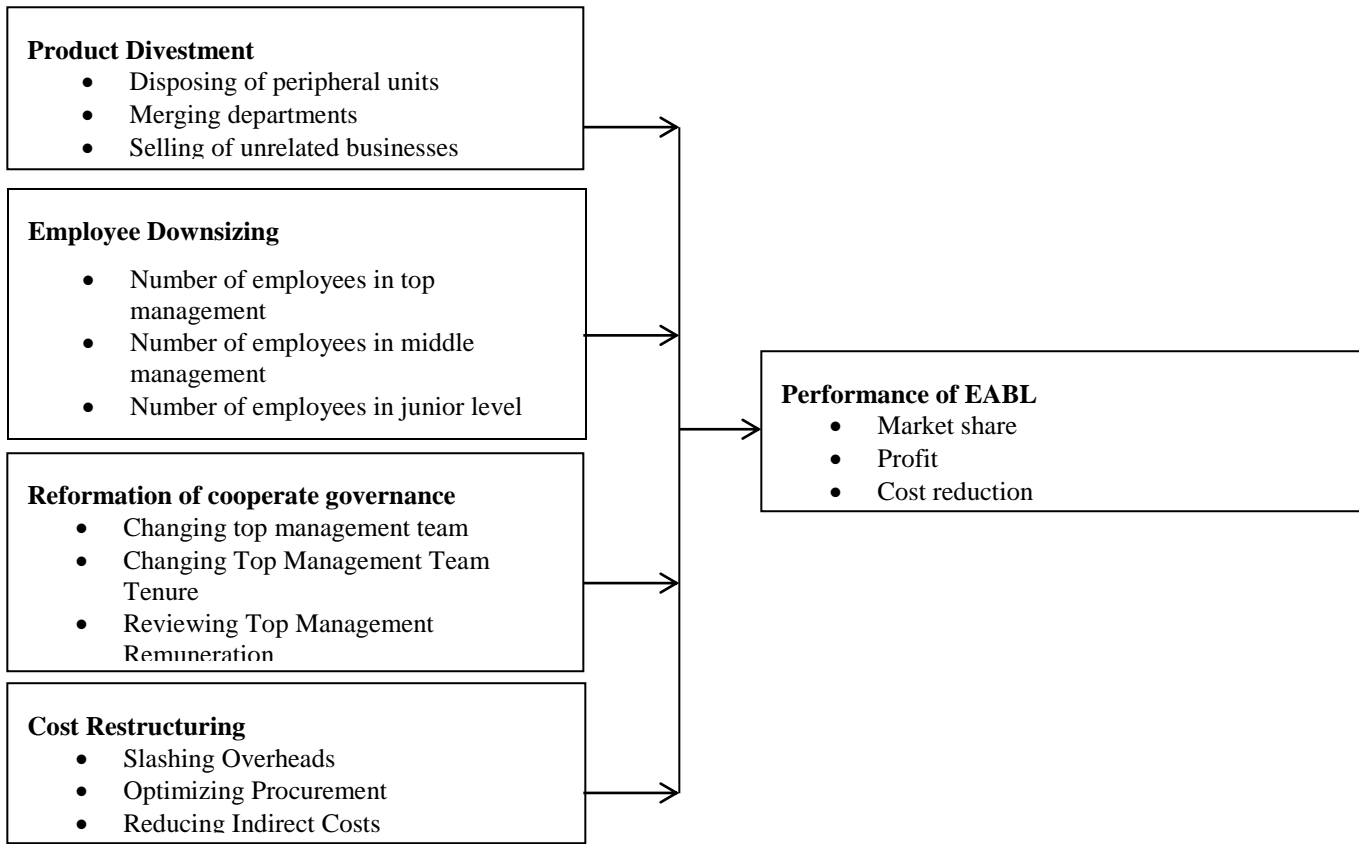 Product Divestment
• Disposing of peripheral units
• Merging departments
• Selling of unrelated businesses
Employee Downsizing
• Number of employees in top
management
• Number of employees in middle
management
• Number of employees in junior level
Reformation of cooperate governance
• Changing top management team
• Changing Top Management Team
Tenure
• Reviewing Top Management
Remuneration
Cost Restructuring
• Slashing Overheads
• Optimizing Procurement
• Reducing Indirect Costs
Performance of EABL
• Market share
• Profit
• Cost reduction